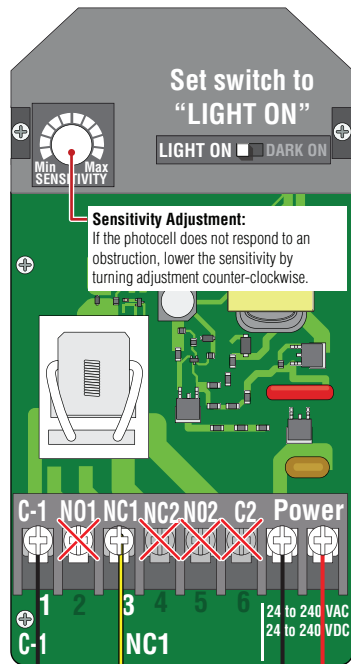 Set switch to
“LIGHT ON”
LIGHT ON DARK ON
Min Max
SENSITIVITY
Sensitivity Adjustment:
If the photocell does not respond to an
obstruction, lower the sensitivity by
turning adjustment counter-clockwise.
C-1 NO1 NC1 NC2 NO2 C2 Power
1 2 3 4 5 6
24 to 240 VAC
24 to 240 VDC
C-1 NC1